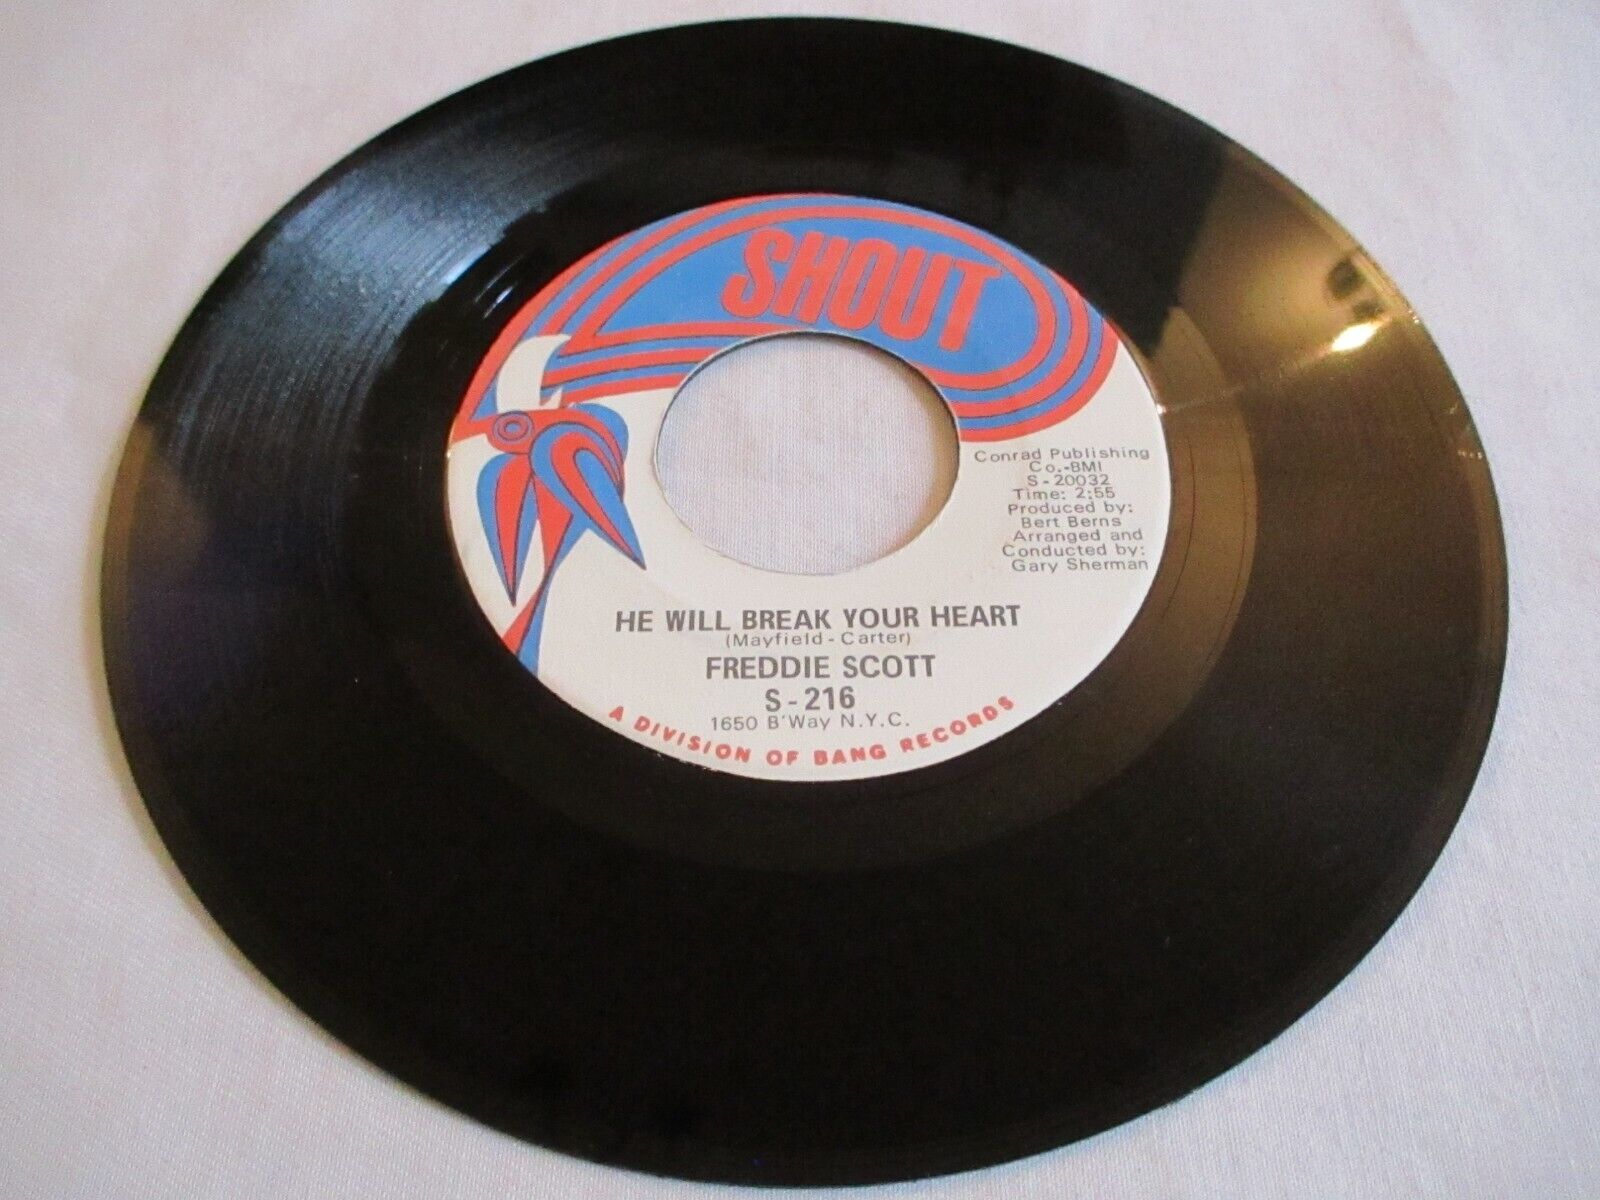 SHOUT
Conrad Publishing
Co.-BMI
S-20032
Time: 2:55
Produced by:
Bert Berns
Arranged and
Conducted by:
Gary Sherman
HE WILL BREAK YOUR HEART
(Mayfield - Carter)
FREDDIE SCOTT
S-216
1650 B'Way N.Y.C.
A DIVISION OF BANG RECORDS